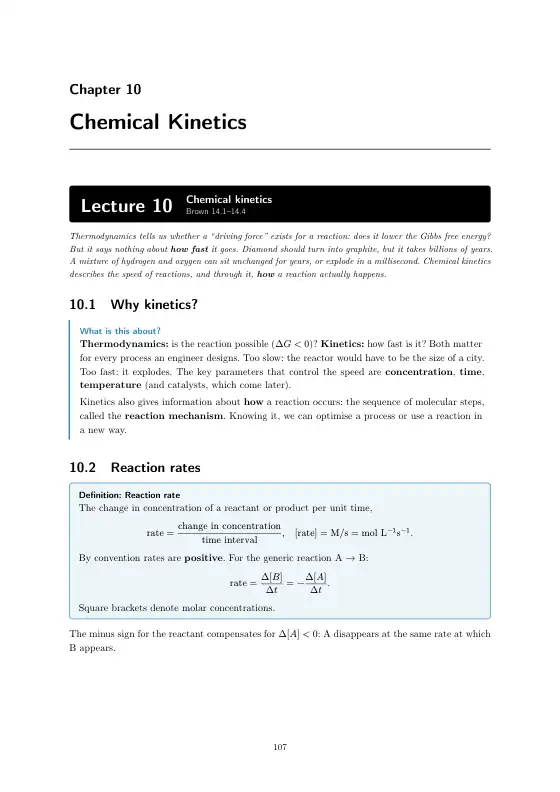 Chapter 10
Chemical Kinetics
Lecture 10 Chemical kinetics
Brown 14.1–14.4
Thermodynamics tells us whether a “driving force” exists for a reaction: does it lower the Gibbs free energy?
But it says nothing about how fast it goes. Diamond should turn into graphite, but it takes billions of years.
A mixture of hydrogen and oxygen can sit unchanged for years, or explode in a millisecond. Chemical kinetics
describes the speed of reactions, and through it, how a reaction actually happens.
10.1 Why kinetics?
What is this about?
Thermodynamics: is the reaction possible (ΔG < 0)? Kinetics: how fast is it? Both matter
for every process an engineer designs. Too slow: the reactor would have to be the size of a city.
Too fast: it explodes. The key parameters that control the speed are concentration, time,
temperature (and catalysts, which come later).
Kinetics also gives information about how a reaction occurs: the sequence of molecular steps,
called the reaction mechanism. Knowing it, we can optimise a process or use a reaction in
a new way.
10.2 Reaction rates
Definition: Reaction rate
The change in concentration of a reactant or product per unit time,
rate = change in concentration / time interval, [rate] = M/s = mol L⁻¹s⁻¹.
By convention rates are positive. For the generic reaction A → B:
rate = Δ[B]/Δt = −Δ[A]/Δt.
Square brackets denote molar concentrations.
The minus sign for the reactant compensates for Δ[A] < 0: A disappears at the same rate at which
B appears.
107